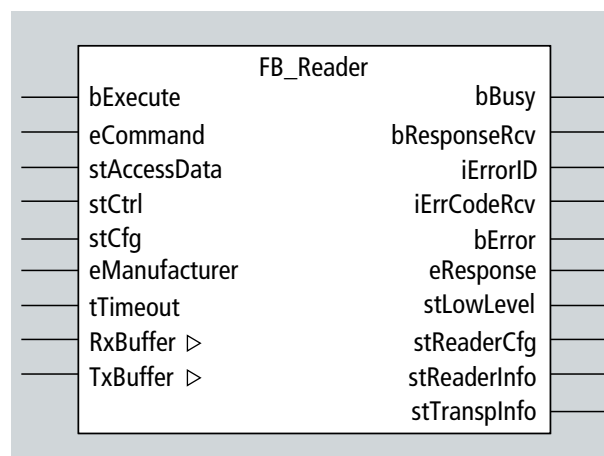 FB_Reader
bExecute bBusy
eCommand bResponseRcv
stAccessData iErrorID
stCtrl iErrCodeRcv
stCfg bError
eManufacturer eResponse
tTimeout stLowLevel
RxBuffer ▷ stReaderCfg
TxBuffer ▷ stReaderInfo
stTranspInfo